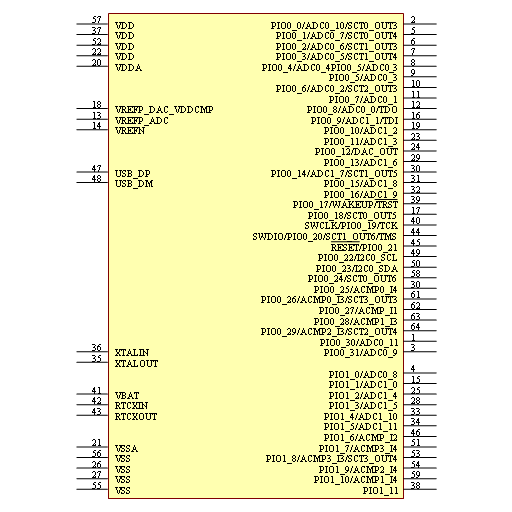 57 VDD PIO0_0/ADC0_10/SCT0_OUT3 2
37 VDD PIO0_1/ADC0_7/SCT0_OUT4 5
52 VDD PIO0_2/ADC0_6/SCT1_OUT3 6
22 VDD PIO0_3/ADC0_5/SCT1_OUT4 7
20 VDDA PIO0_4/ADC0_4PIO0_5/ADC0_3 8
PIO0_5/ADC0_3 9
PIO0_6/ADC0_2/SCT2_OUT3 10
PIO0_7/ADC0_1 11
18 VREFP_DAC_VDDCMP PIO0_8/ADC0_0/TDO 12
13 VREFP_ADC PIO0_9/ADC1_1/TDI 16
14 VREFN PIO0_10/ADC1_2 19
PIO0_11/ADC1_3 23
PIO0_12/DAC_OUT 24
PIO0_13/ADC1_6 29
47 USB_DP PIO0_14/ADC1_7/SCT1_OUT5 30
48 USB_DM PIO0_15/ADC1_8 31
PIO0_16/ADC1_9 32
PIO0_17/WAKEUP/TRST 39
PIO0_18/SCT0_OUT5 17
SWCLK/PIO0_19/TCK 40
SWDIO/PIO0_20/SCT1_OUT6/TMS 44
RESET/PIO0_21 45
PIO0_22/I2C0_SCL 49
PIO0_23/I2C0_SDA 50
PIO0_24/SCT0_OUT6 58
PIO0_25/ACMP0_I4 30
PIO0_26/ACMP0_I3/SCT3_OUT3 61
PIO0_27/ACMP_I1 62
PIO0_28/ACMP1_I3 63
PIO0_29/ACMP2_I3/SCT2_OUT4 64
PIO0_30/ADC0_11 1
36 XTALIN PIO0_31/ADC0_9 3
35 XTALOUT
PIO1_0/ADC0_8 4
PIO1_1/ADC1_0 15
41 VBAT PIO1_2/ADC1_4 25
42 RTCXIN PIO1_3/ADC1_5 28
43 RTCXOUT PIO1_4/ADC1_10 33
PIO1_5/ADC1_11 34
PIO1_6/ACMP_I2 46
21 VSSA PIO1_7/ACMP3_I4 51
56 VSS PIO1_8/ACMP3_I3/SCT3_OUT4 53
26 VSS PIO1_9/ACMP2_I4 54
27 VSS PIO1_10/ACMP1_I4 59
55 VSS PIO1_11 38